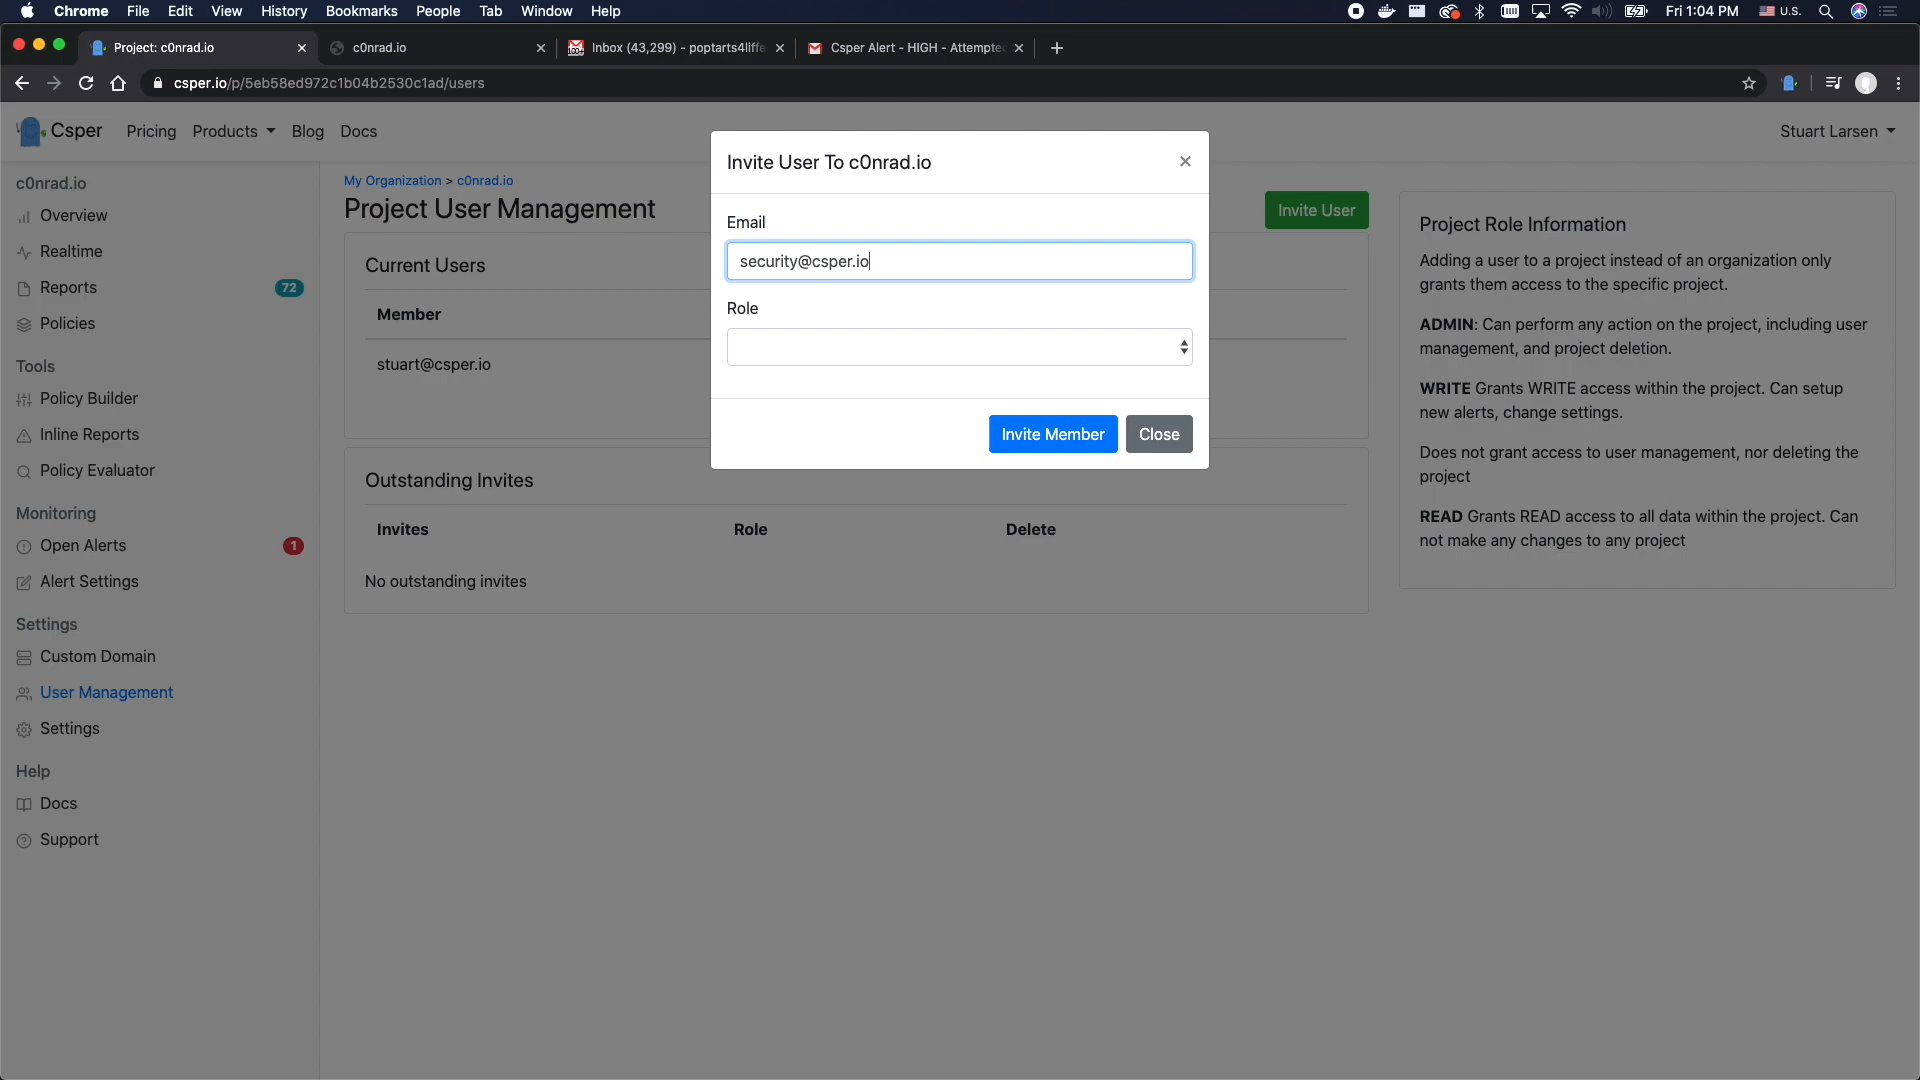 Chrome File Edit View History Bookmarks People Tab Window Help
Fri 1:04 PM U.S.
Project: c0nrad.io
c0nrad.io
Inbox (43,299) - poptarts4liffe
Csper Alert - HIGH - Attempted
csper.io/p/5eb58ed972c1b04b2530c1ad/users
Csper Pricing Products Blog Docs
Stuart Larsen
c0nrad.io
Overview
Realtime
Reports 72
Policies
Tools
Policy Builder
Inline Reports
Policy Evaluator
Monitoring
Open Alerts 1
Alert Settings
Settings
Custom Domain
User Management
Settings
Help
Docs
Support
My Organization > c0nrad.io
Project User Management
Invite User
Current Users
Member
stuart@csper.io
Outstanding Invites
Invites Role Delete
No outstanding invites
Invite User To c0nrad.io
Email
security@csper.io
Role
Invite Member Close
Project Role Information
Adding a user to a project instead of an organization only
grants them access to the specific project.
ADMIN: Can perform any action on the project, including user
management, and project deletion.
WRITE Grants WRITE access within the project. Can setup
new alerts, change settings.
Does not grant access to user management, nor deleting the
project
READ Grants READ access to all data within the project. Can
not make any changes to any project